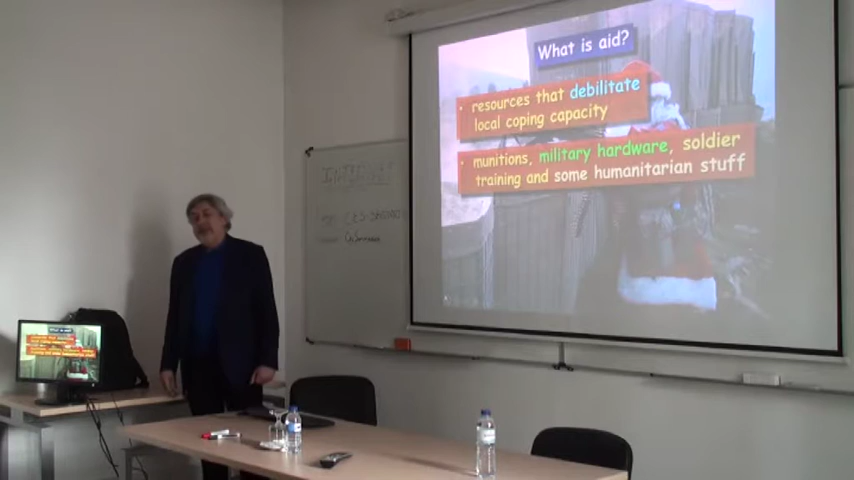 What is aid?
• resources that debilitate
local coping capacity
• munitions, military hardware, soldier
training and some humanitarian stuff